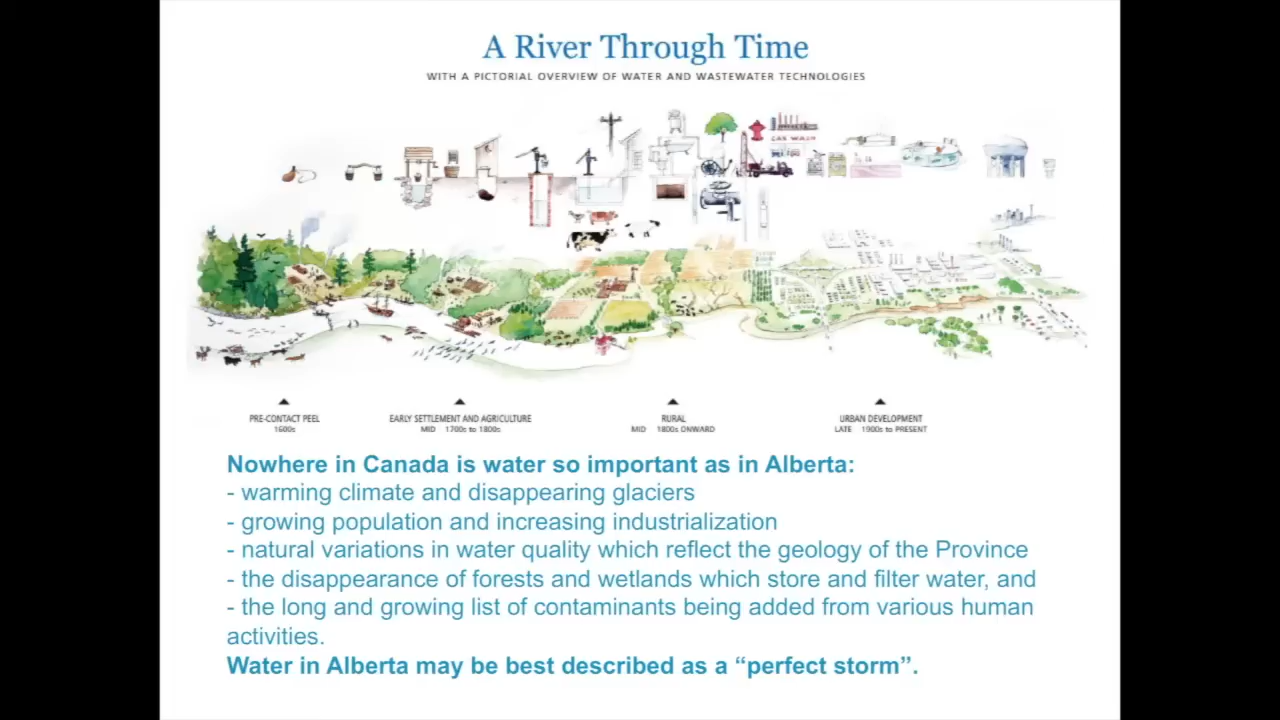 A River Through Time
WITH A PICTORIAL OVERVIEW OF WATER AND WASTEWATER TECHNOLOGIES
CAR WASH
PRE-CONTACT PEEL
1600s
EARLY SETTLEMENT AND AGRICULTURE
MID 1700s to 1800s
RURAL
MID 1800s ONWARD
URBAN DEVELOPMENT
LATE 1900s to PRESENT
Nowhere in Canada is water so important as in Alberta:
- warming climate and disappearing glaciers
- growing population and increasing industrialization
- natural variations in water quality which reflect the geology of the Province
- the disappearance of forests and wetlands which store and filter water, and
- the long and growing list of contaminants being added from various human
activities.
Water in Alberta may be best described as a “perfect storm”.